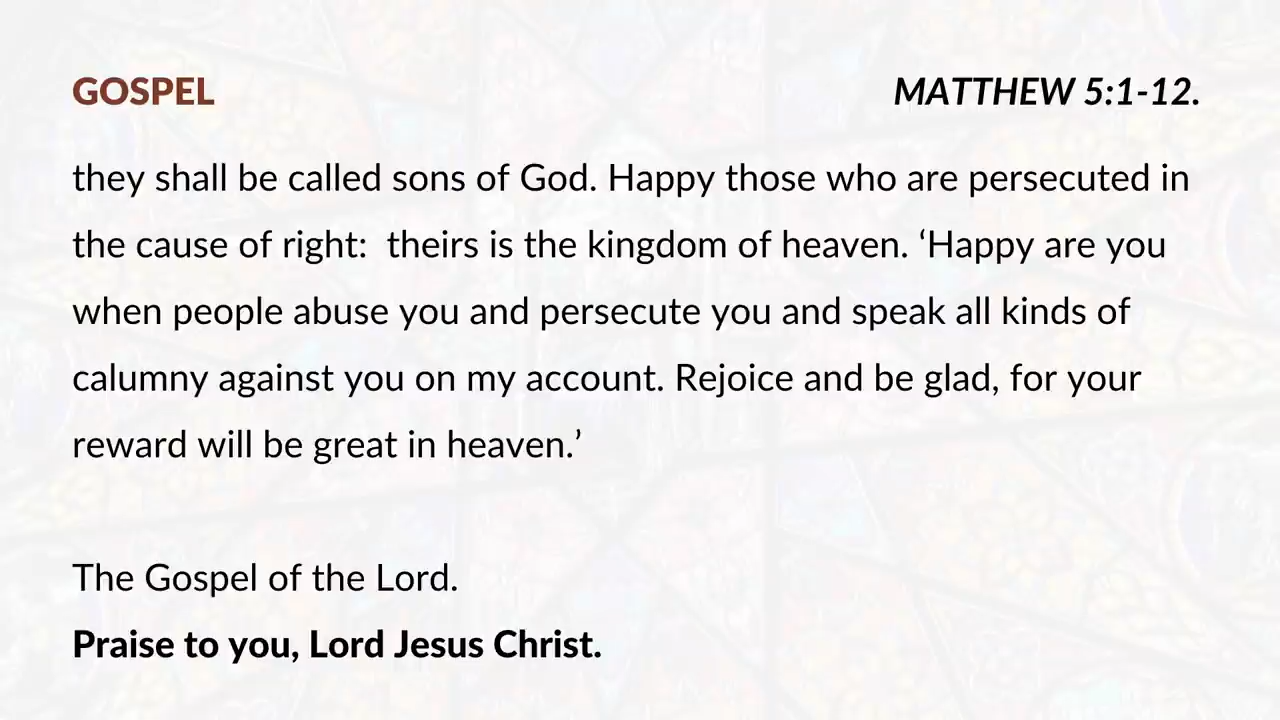 GOSPEL MATTHEW 5:1-12.
they shall be called sons of God. Happy those who are persecuted in
the cause of right:  theirs is the kingdom of heaven. ‘Happy are you
when people abuse you and persecute you and speak all kinds of
calumny against you on my account. Rejoice and be glad, for your
reward will be great in heaven.’
The Gospel of the Lord.
Praise to you, Lord Jesus Christ.